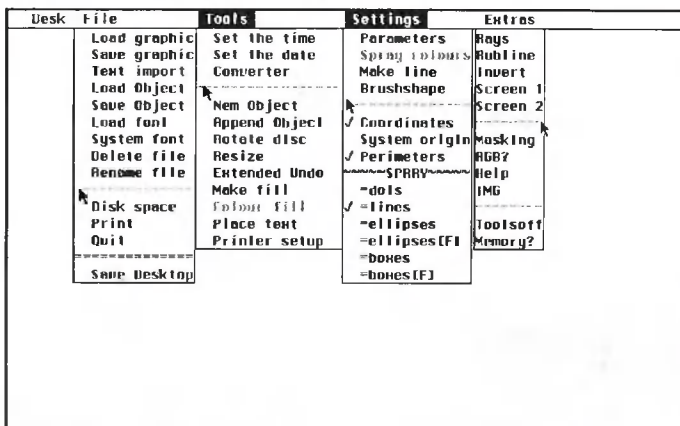 Desk File Tools Settings Extras
Load graphic
Save graphic
Text import
Load Object
Save Object
Load font
System font
Delete file
Rename file
Disk space
Print
Quit
Save Desktop
Set the time
Set the date
Converter
New Object
Append Object
Rotate disc
Resize
Extended Undo
Make fill
Colour fill
Place text
Printer setup
Parameters
Spray colours
Make line
Brushshape
✓ Coordinates
System origin
✓ Perimeters
~~~~~SPRAY~~~~~
=dots
✓ =lines
=ellipses
=ellipses[F]
=boxes
=boxes[F]
Rays
Rubline
Invert
Screen 1
Screen 2
Masking
RGB?
Help
IMG
Toolsoff
Memory?